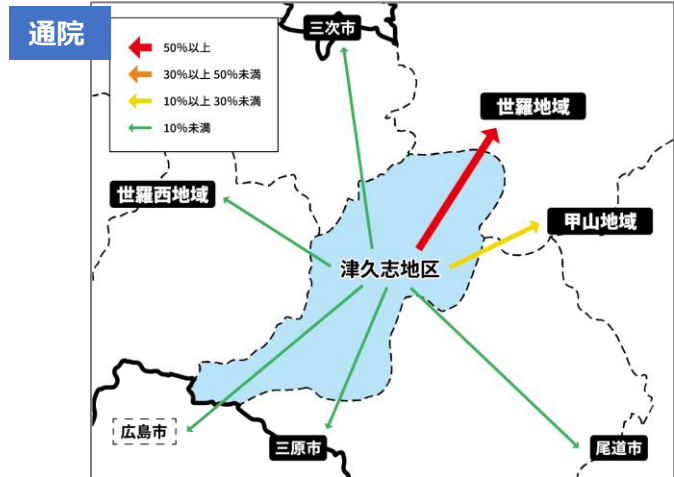 通院
50％以上
30％以上 50％未満
10％以上 30％未満
10％未満
三次市
世羅地域
世羅西地域
甲山地域
津久志地区
広島市
三原市
尾道市